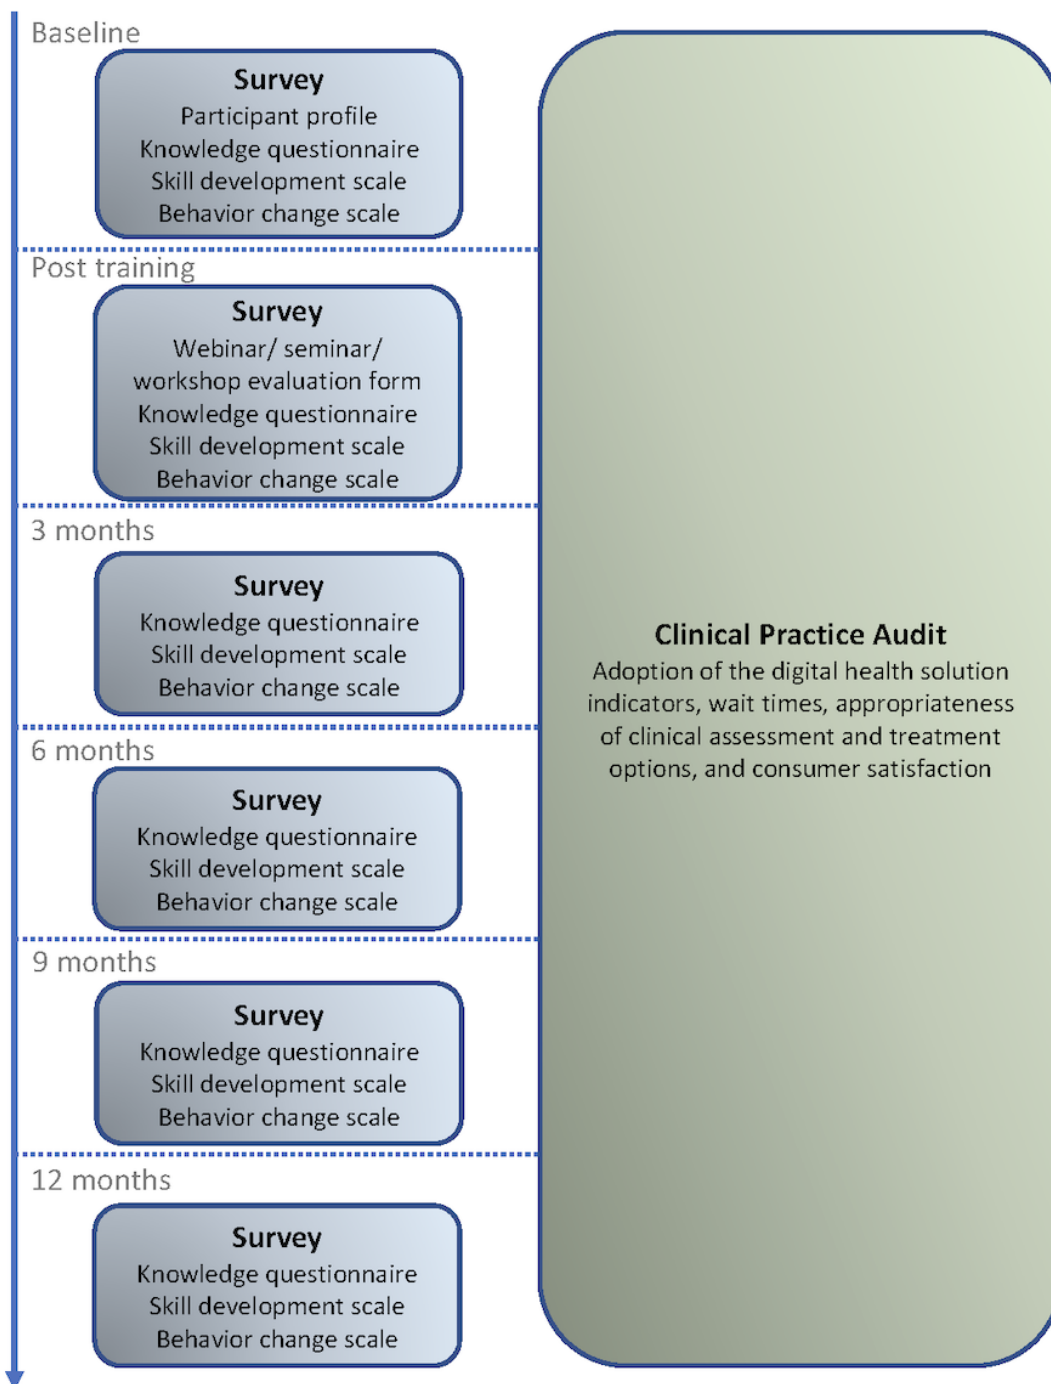 Baseline
Survey
Participant profile
Knowledge questionnaire
Skill development scale
Behavior change scale
Post training
Survey
Webinar/ seminar/
workshop evaluation form
Knowledge questionnaire
Skill development scale
Behavior change scale
3 months
Survey
Knowledge questionnaire
Skill development scale
Behavior change scale
6 months
Survey
Knowledge questionnaire
Skill development scale
Behavior change scale
9 months
Survey
Knowledge questionnaire
Skill development scale
Behavior change scale
12 months
Survey
Knowledge questionnaire
Skill development scale
Behavior change scale
Clinical Practice Audit
Adoption of the digital health solution
indicators, wait times, appropriateness
of clinical assessment and treatment
options, and consumer satisfaction